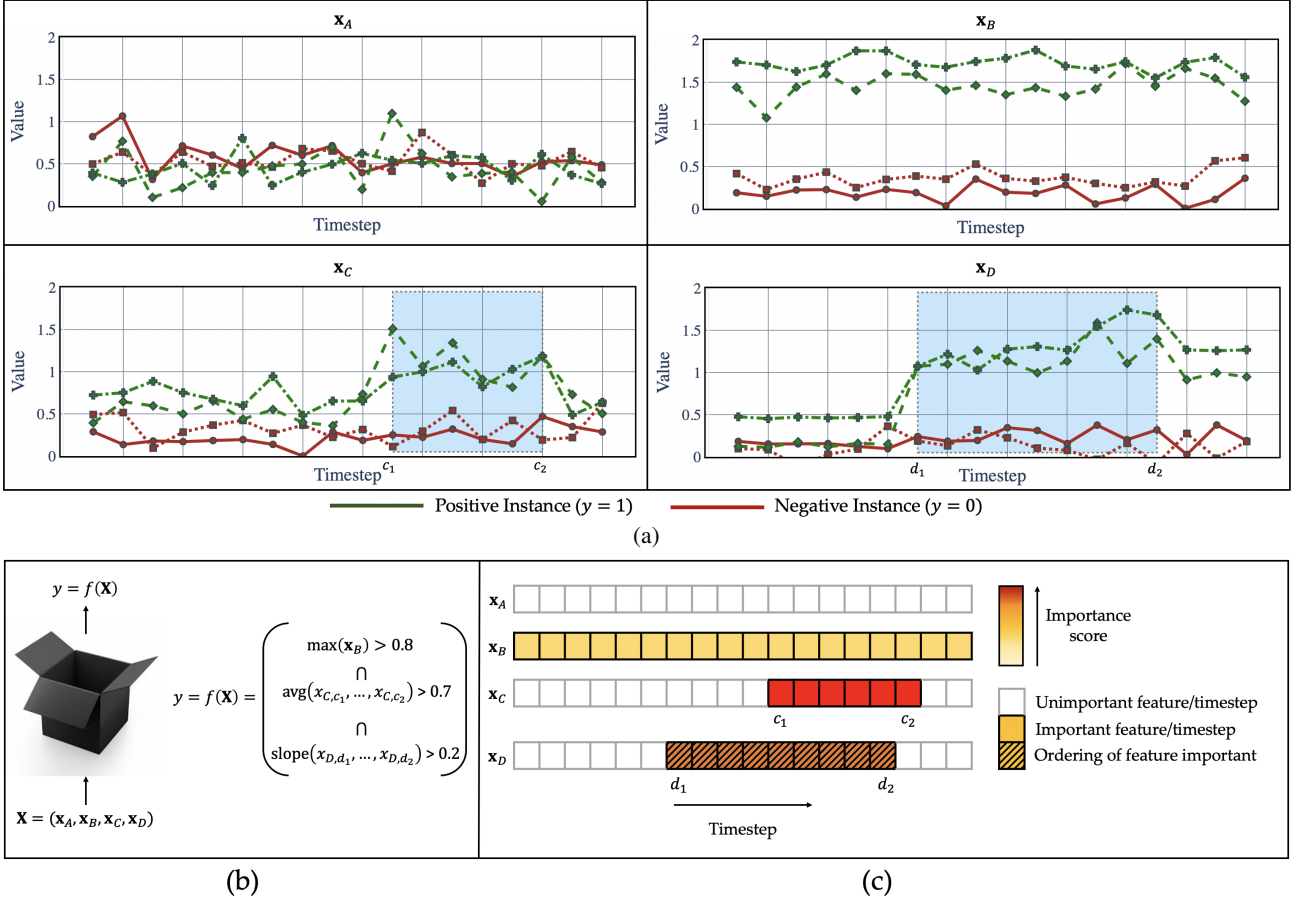 x_A
2
1.5
1
0.5
0
Value
Timestep
x_B
2
1.5
1
0.5
0
Value
Timestep
x_C
2
1.5
1
0.5
0
Value
Timestep
c_1
c_2
x_D
2
1.5
1
0.5
0
Value
Timestep
d_1
d_2
Positive Instance (y = 1)
Negative Instance (y = 0)
(a)
y = f(X)
X = (x_A, x_B, x_C, x_D)
y = f(X) =
max(x_B) > 0.8
∩
avg(x_{C,c_1}, ..., x_{C,c_2}) > 0.7
∩
slope(x_{D,d_1}, ..., x_{D,d_2}) > 0.2
(b)
x_A
x_B
x_C
c_1
c_2
x_D
d_1
d_2
Timestep
Importance
score
Unimportant feature/timestep
Important feature/timestep
Ordering of feature important
(c)